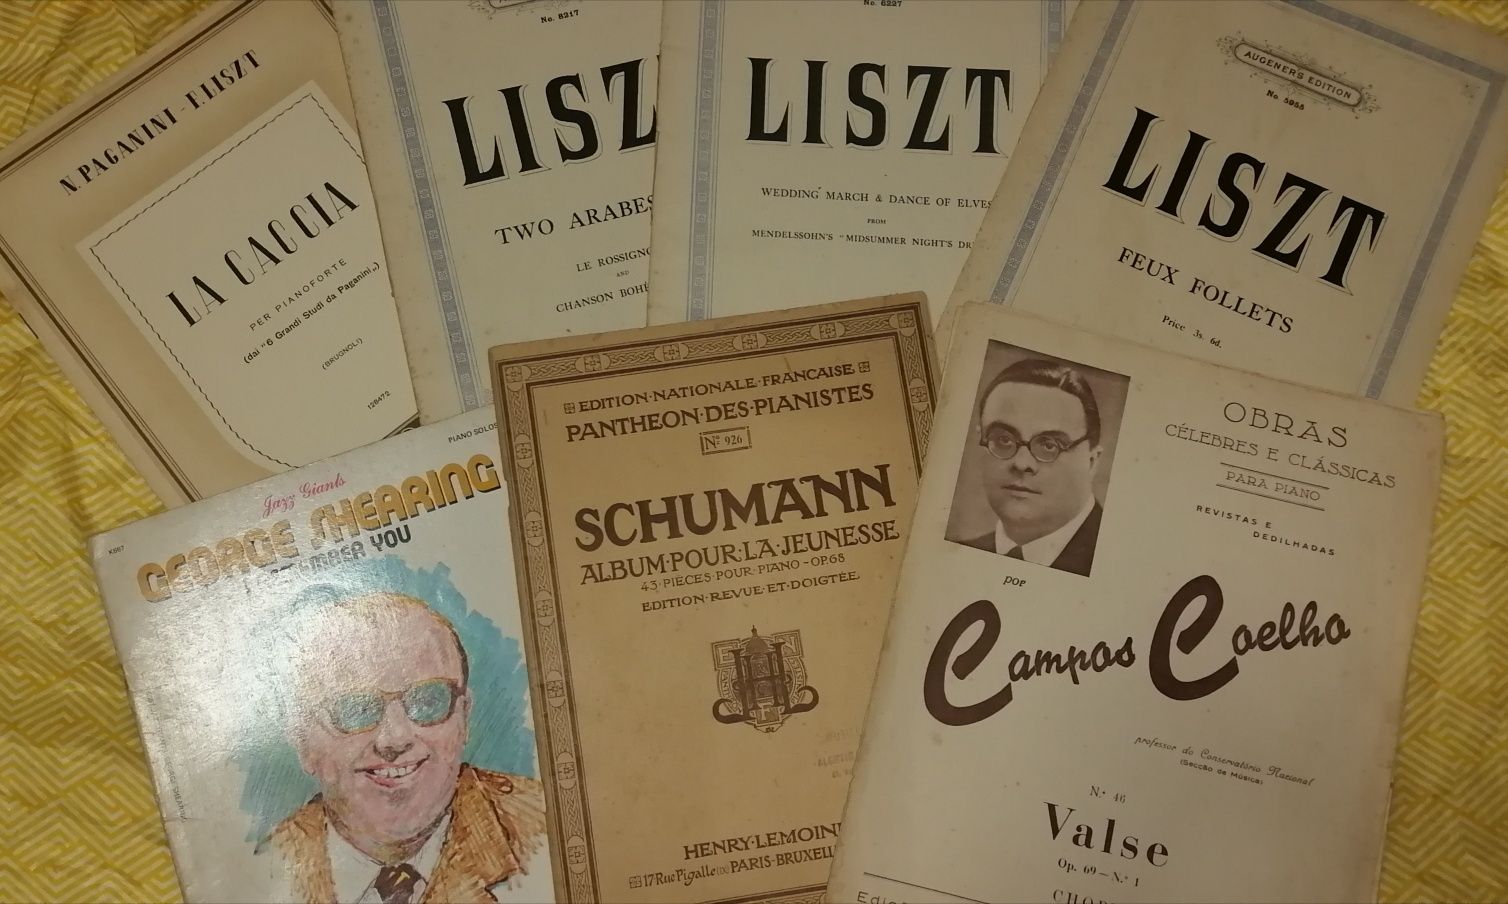 N. PAGANINI - F. LISZT
LA CACCIA
PER PIANOFORTE
(dai "6 Grandi Studi da Paganini„)
(BRUGNOLI)
128472
No. 8217
LISZ
TWO ARABES
LE ROSSIGNO
AND
CHANSON BOHÈ
No. 6227
LISZT
WEDDING MARCH & DANCE OF ELVES
FROM
MENDELSSOHN'S "MIDSUMMER NIGHT'S DR
AUGENER'S EDITION
No. 5058
LISZT
FEUX FOLLETS
Price 3s. 6d.
PIANO SOLOS
K667
Jazz Giants
GEORGE SHEARING
YOU
EDITION·NATIONALE·FRANÇAISE
PANTHEON·DES·PIANISTES
No. 926
SCHUMANN
ALBUM·POUR·LA·JEUNESSE
43·PIÈCES·POUR·PIANO-OP.68
EDITION·REVUE·ET·DOIGTÉE
HENRY·LEMOINE
17 Rue Pigalle PARIS-BRUXELL
OBRAS
CÉLEBRES E CLÁSSICAS
PARA PIANO
REVISTAS E
DEDILHADAS
por
Campos Coelho
professor do Conservatório Nacional
(Secção de Música)
N.º 46
Valse
Op. 69 — N.º 1
CHOP